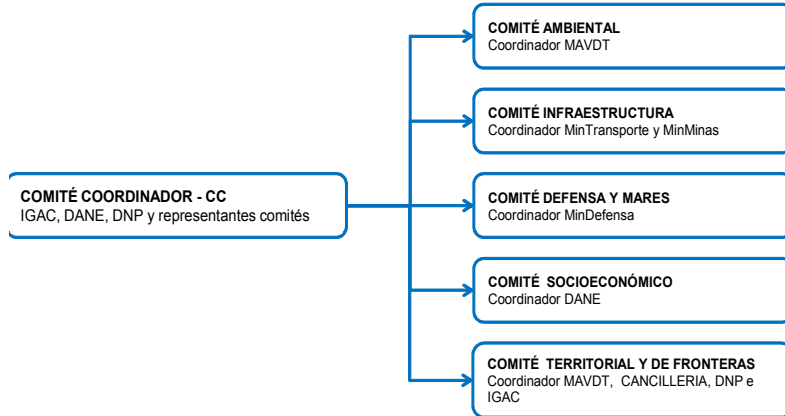 COMITÉ AMBIENTAL
Coordinador MAVDT
COMITÉ INFRAESTRUCTURA
Coordinador MinTransporte y MinMinas
COMITÉ COORDINADOR - CC
IGAC, DANE, DNP y representantes comités
COMITÉ DEFENSA Y MARES
Coordinador MinDefensa
COMITÉ SOCIOECONÓMICO
Coordinador DANE
COMITÉ TERRITORIAL Y DE FRONTERAS
Coordinador MAVDT, CANCILLERIA, DNP e
IGAC